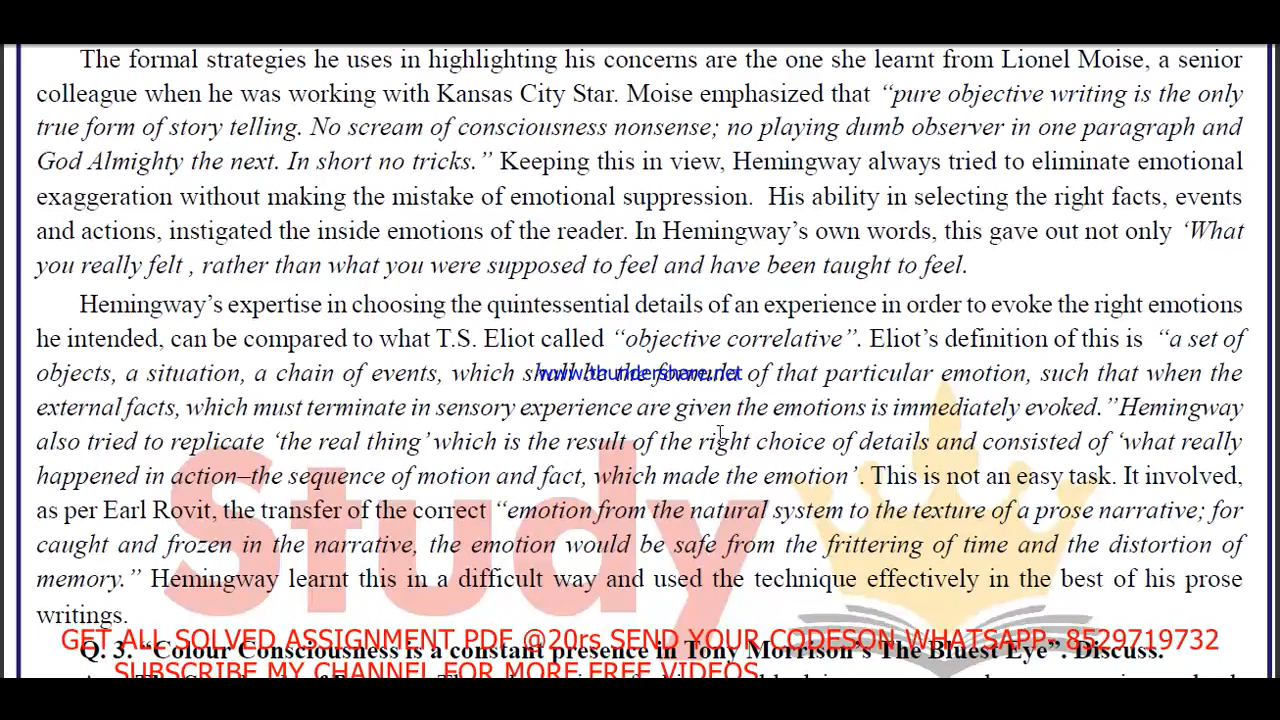 The formal strategies he uses in highlighting his concerns are the one she learnt from Lionel Moise, a senior
colleague when he was working with Kansas City Star. Moise emphasized that “pure objective writing is the only
true form of story telling. No scream of consciousness nonsense; no playing dumb observer in one paragraph and
God Almighty the next. In short no tricks.” Keeping this in view, Hemingway always tried to eliminate emotional
exaggeration without making the mistake of emotional suppression. His ability in selecting the right facts, events
and actions, instigated the inside emotions of the reader. In Hemingway’s own words, this gave out not only ‘What
you really felt , rather than what you were supposed to feel and have been taught to feel.
Hemingway’s expertise in choosing the quintessential details of an experience in order to evoke the right emotions
he intended, can be compared to what T.S. Eliot called “objective correlative”. Eliot’s definition of this is “a set of
objects, a situation, a chain of events, which shall be the of that particular emotion, such that when the
www.thundershare.net
external facts, which must terminate in sensory experience are given the emotions is immediately evoked.”Hemingway
also tried to replicate ‘the real thing’ which is the result of the right choice of details and consisted of ‘what really
happened in action–the sequence of motion and fact, which made the emotion’. This is not an easy task. It involved,
as per Earl Rovit, the transfer of the correct “emotion from the natural system to the texture of a prose narrative; for
caught and frozen in the narrative, the emotion would be safe from the frittering of time and the distortion of
memory.” Hemingway learnt this in a difficult way and used the technique effectively in the best of his prose
writings.
Study
GET ALL SOLVED ASSIGNMENT PDF @20rs SEND YOUR CODESON WHATSAPP- 8529719732
Q. 3. “Colour Consciousness is a constant presence in Tony Morrison’s The Bluest Eye”. Discuss.
SUBSCRIBE MY CHANNEL FOR MORE FREE VIDEOS